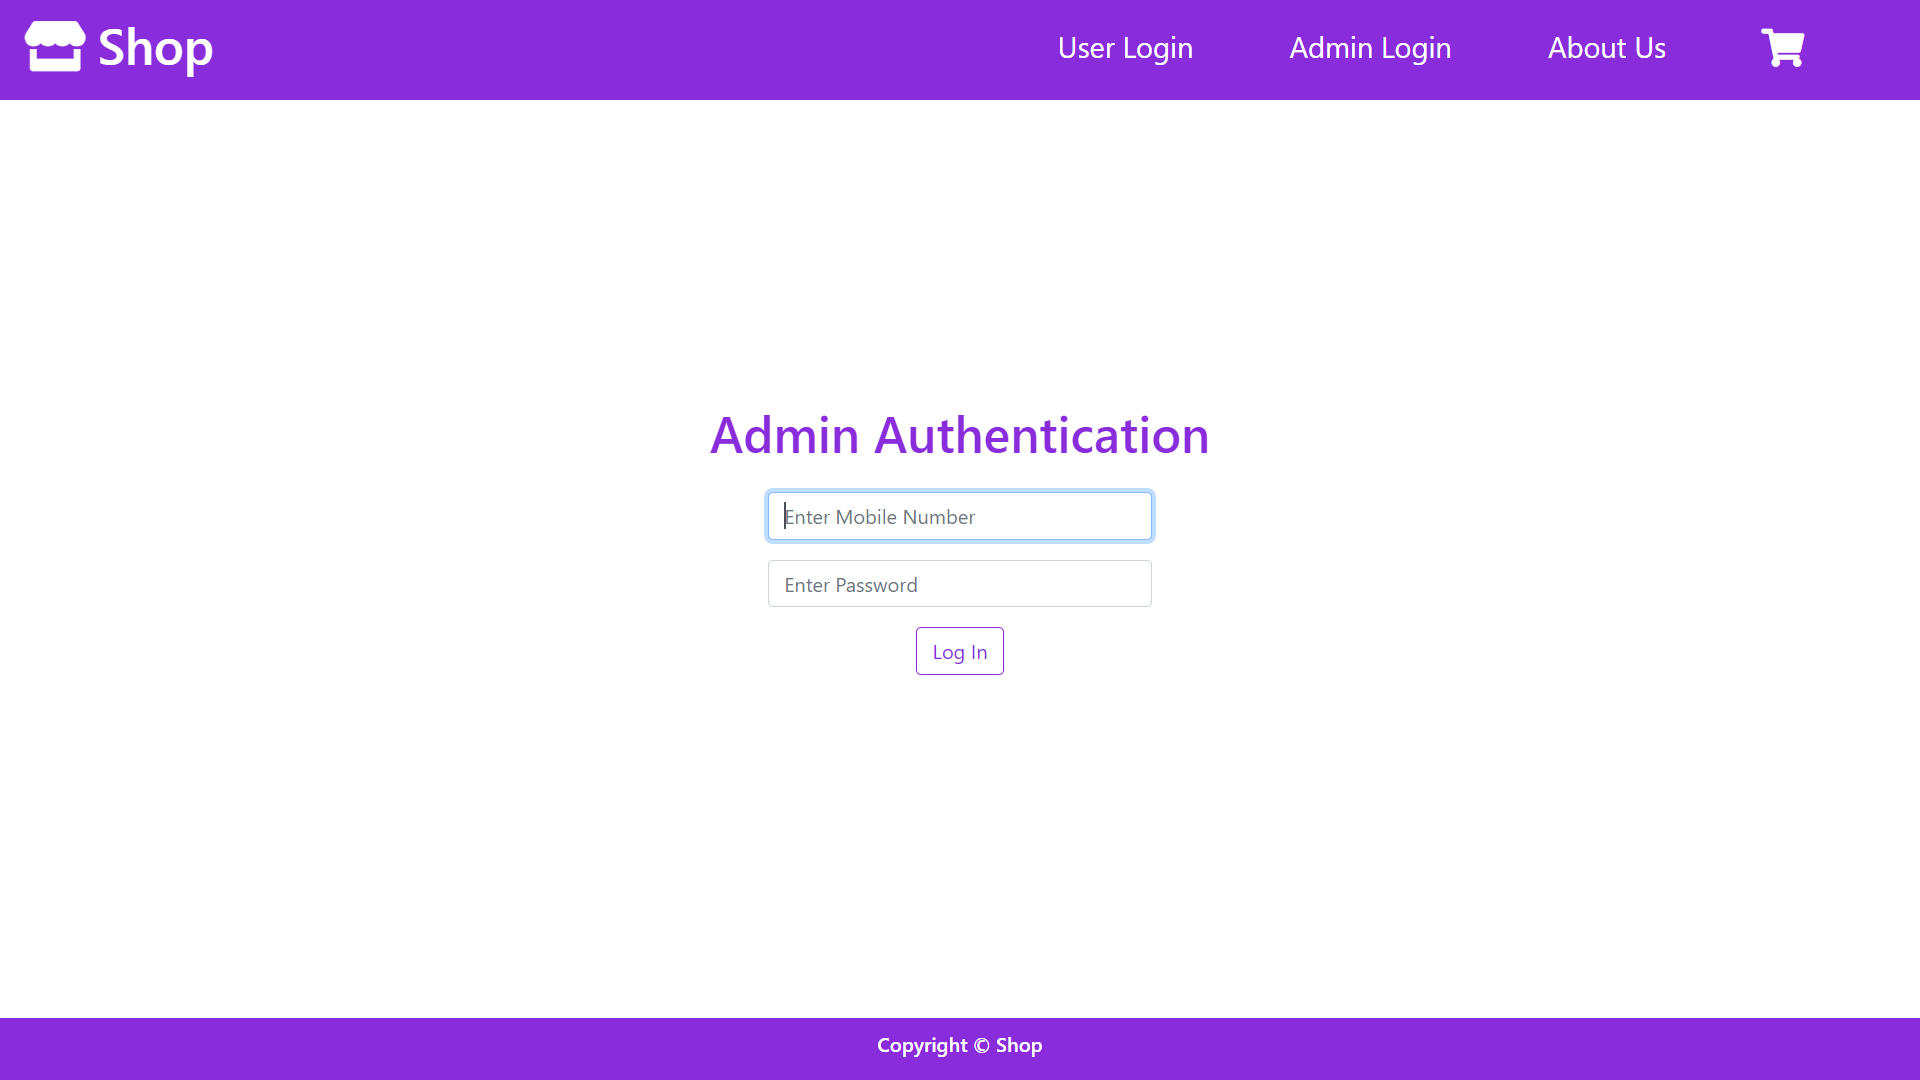 Shop
User Login
Admin Login
About Us
Admin Authentication
Enter Mobile Number
Enter Password
Log In
Copyright © Shop